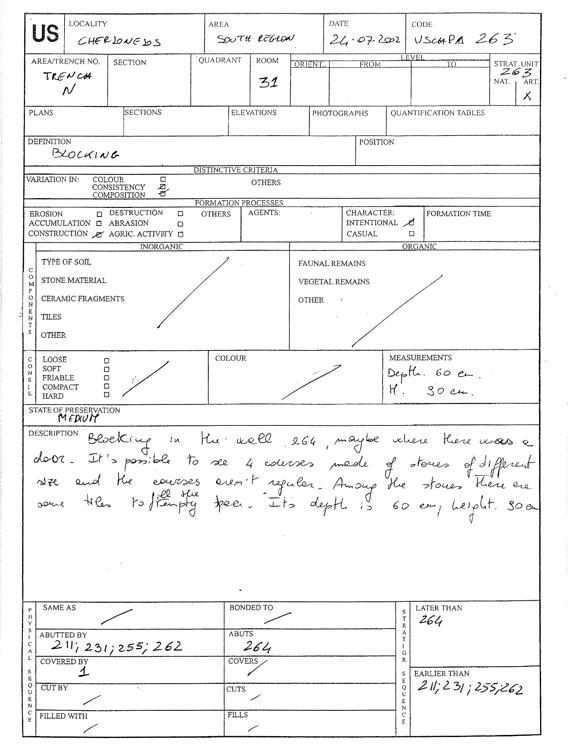 US
LOCALITY
CHERSONESOS
AREA
SOUTH REGION
DATE
24-07-2002
CODE
USCHPA 263
AREA/TRENCH NO.
TRENCH
N
SECTION
QUADRANT
ROOM
31
LEVEL
ORIENT.
FROM
TO
STRAT. UNIT
263
NAT.
ART.
X
PLANS
SECTIONS
ELEVATIONS
PHOTOGRAPHS
QUANTIFICATION TABLES
DEFINITION
BLOCKING
POSITION
DISTINCTIVE CRITERIA
VARIATION IN:
COLOUR
CONSISTENCY
COMPOSITION
OTHERS
FORMATION PROCESSES
EROSION
ACCUMULATION
CONSTRUCTION
DESTRUCTION
ABRASION
AGRIC. ACTIVITY
OTHERS
AGENTS:
CHARACTER:
INTENTIONAL
CASUAL
FORMATION TIME
COMPONENTS
INORGANIC
TYPE OF SOIL
STONE MATERIAL
CERAMIC FRAGMENTS
TILES
OTHER
ORGANIC
FAUNAL REMAINS
VEGETAL REMAINS
OTHER
CONSIS.
LOOSE
SOFT
FRIABLE
COMPACT
HARD
COLOUR
MEASUREMENTS
Depth. 60 cm.
H. 30 cm.
STATE OF PRESERVATION
MEDIUM
DESCRIPTION Blocking in the wall 264, maybe where there was a
door. It's possible to see 4 courses made of stones of different
size and the courses aren't regular. Among the stones there are
some tiles to fill the empty space. Its depth is 60 cm; height. 30 cm
PHYSICAL SEQUENCE
SAME AS
BONDED TO
ABUTTED BY
211; 231; 255; 262
ABUTS
264
COVERED BY
1
COVERS
CUT BY
CUTS
FILLED WITH
FILLS
STRATIGR. SEQUENCE
LATER THAN
264
EARLIER THAN
211; 231; 255; 262